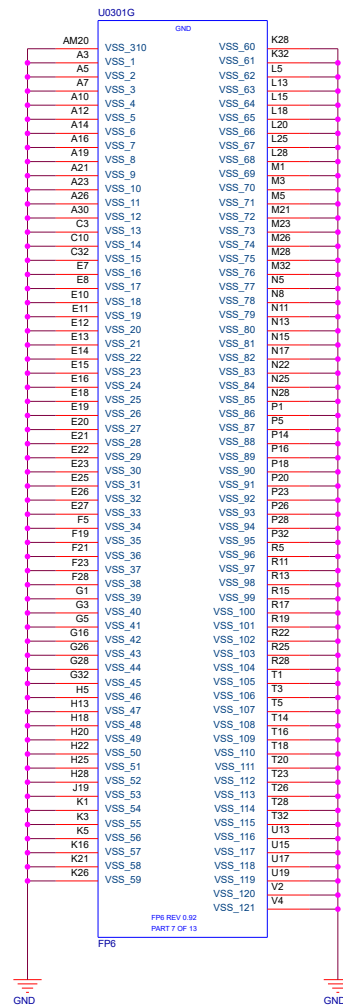 U0301G
GND
AM20 VSS_310 VSS_60 K28
A3 VSS_1 VSS_61 K32
A5 VSS_2 VSS_62 L5
A7 VSS_3 VSS_63 L13
A10 VSS_4 VSS_64 L15
A12 VSS_5 VSS_65 L18
A14 VSS_6 VSS_66 L20
A16 VSS_7 VSS_67 L25
A19 VSS_8 VSS_68 L28
A21 VSS_9 VSS_69 M1
A23 VSS_10 VSS_70 M3
A26 VSS_11 VSS_71 M5
A30 VSS_12 VSS_72 M21
C3 VSS_13 VSS_73 M23
C10 VSS_14 VSS_74 M26
C32 VSS_15 VSS_75 M28
E7 VSS_16 VSS_76 M32
E8 VSS_17 VSS_77 N5
E10 VSS_18 VSS_78 N8
E11 VSS_19 VSS_79 N11
E12 VSS_20 VSS_80 N13
E13 VSS_21 VSS_81 N15
E14 VSS_22 VSS_82 N17
E15 VSS_23 VSS_83 N22
E16 VSS_24 VSS_84 N25
E18 VSS_25 VSS_85 N28
E19 VSS_26 VSS_86 P1
E20 VSS_27 VSS_87 P5
E21 VSS_28 VSS_88 P14
E22 VSS_29 VSS_89 P16
E23 VSS_30 VSS_90 P18
E25 VSS_31 VSS_91 P20
E26 VSS_32 VSS_92 P23
E27 VSS_33 VSS_93 P26
F5 VSS_34 VSS_94 P28
F19 VSS_35 VSS_95 P32
F21 VSS_36 VSS_96 R5
F23 VSS_37 VSS_97 R11
F28 VSS_38 VSS_98 R13
G1 VSS_39 VSS_99 R15
G3 VSS_40 VSS_100 R17
G5 VSS_41 VSS_101 R19
G16 VSS_42 VSS_102 R22
G26 VSS_43 VSS_103 R25
G28 VSS_44 VSS_104 R28
G32 VSS_45 VSS_105 T1
H5 VSS_46 VSS_106 T3
H13 VSS_47 VSS_107 T5
H18 VSS_48 VSS_108 T14
H20 VSS_49 VSS_109 T16
H22 VSS_50 VSS_110 T18
H25 VSS_51 VSS_111 T20
H28 VSS_52 VSS_112 T23
J19 VSS_53 VSS_113 T26
K1 VSS_54 VSS_114 T28
K3 VSS_55 VSS_115 T32
K5 VSS_56 VSS_116 U13
K16 VSS_57 VSS_117 U15
K21 VSS_58 VSS_118 U17
K26 VSS_59 VSS_119 U19
VSS_120 V2
VSS_121 V4
FP6 REV 0.92
PART 7 OF 13
FP6
GND GND